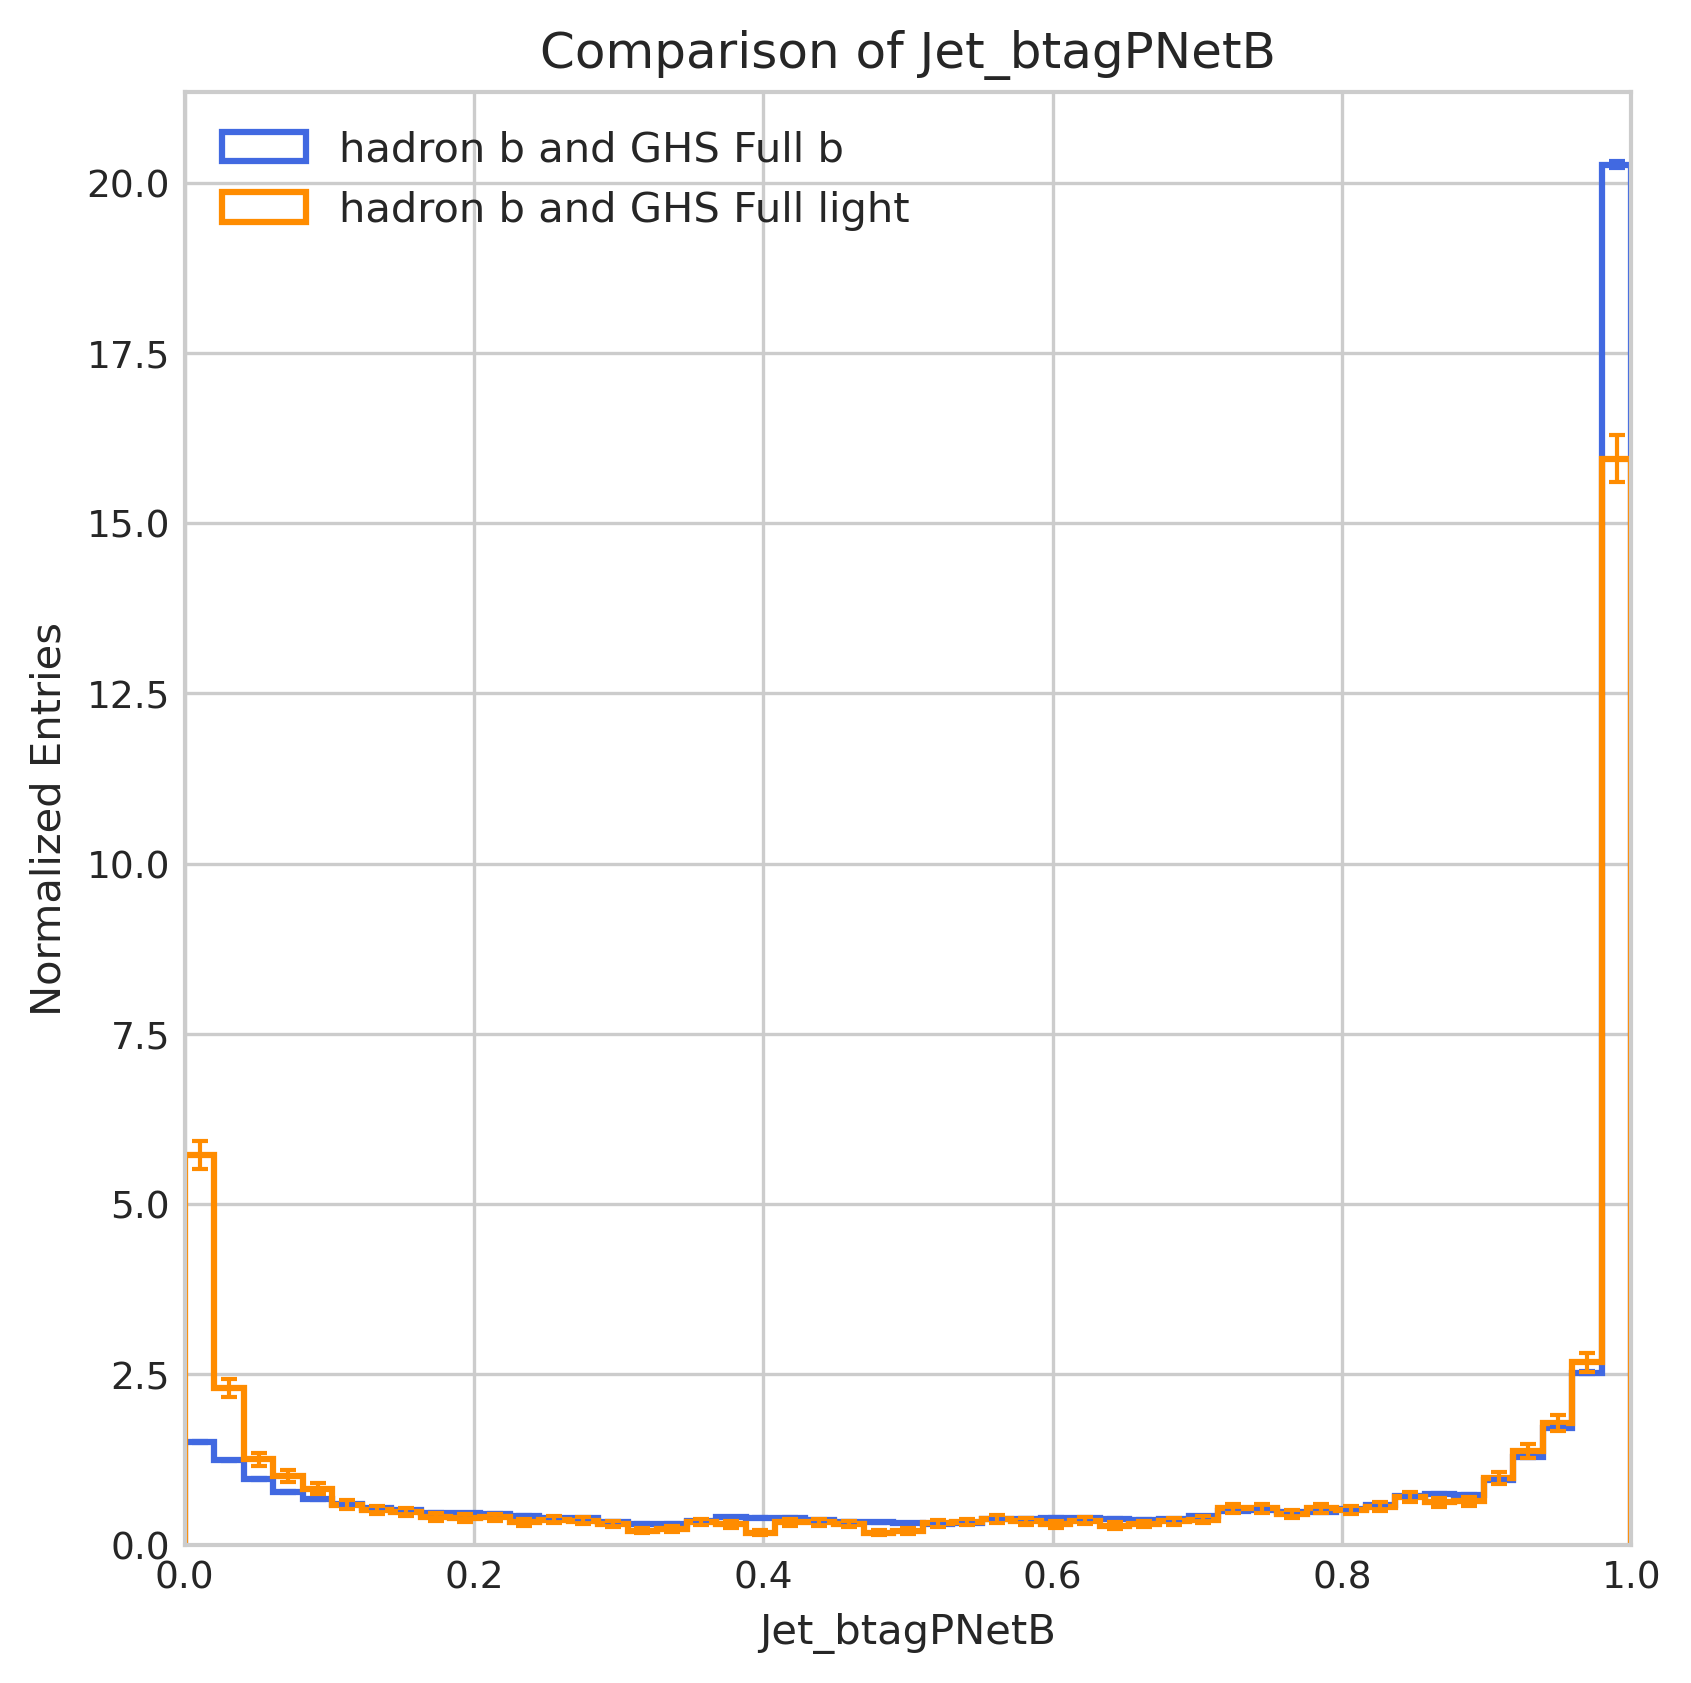 Comparison of Jet_btagPNetB
hadron b and GHS Full b
hadron b and GHS Full light
20.0
17.5
15.0
12.5
10.0
7.5
5.0
2.5
0.0
Normalized Entries
0.0 0.2 0.4 0.6 0.8 1.0
Jet_btagPNetB